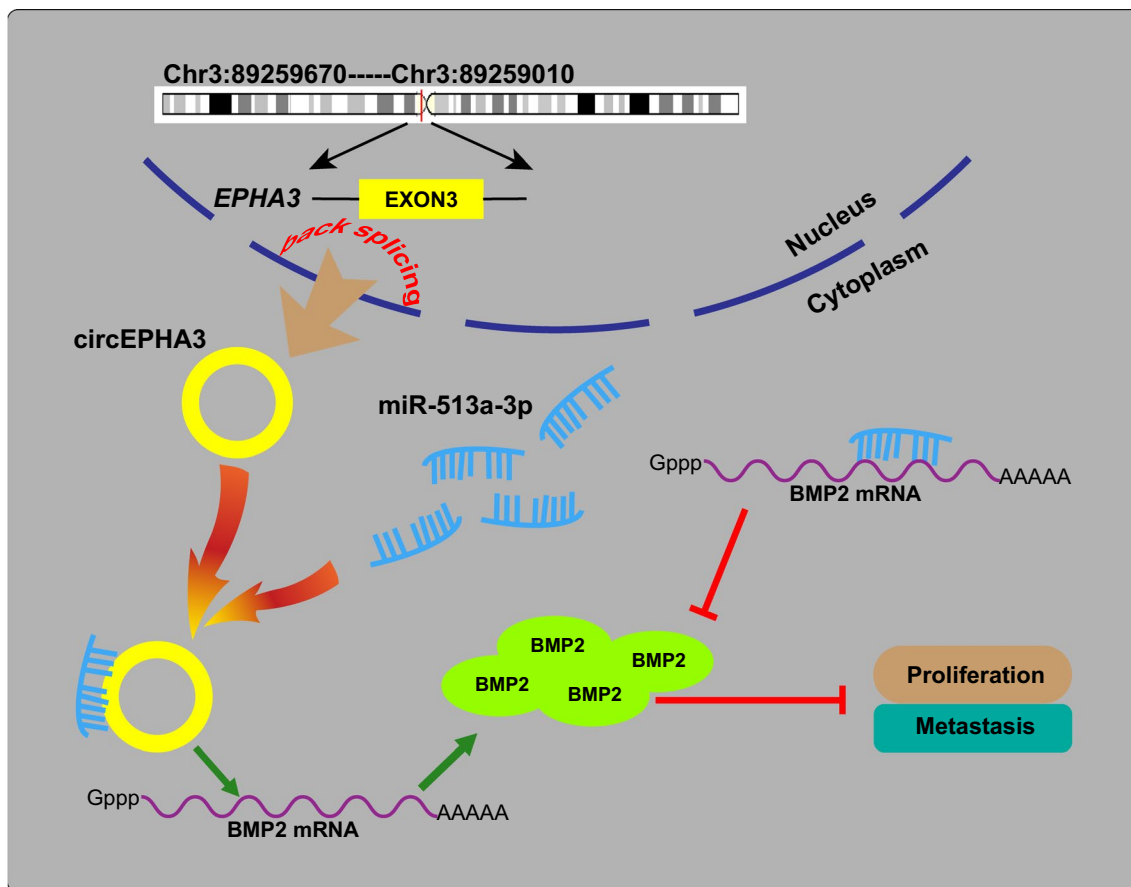 Chr3:89259670-----Chr3:89259010
EPHA3
EXON3
back splicing
Nucleus
Cytoplasm
circEPHA3
miR-513a-3p
Gppp
AAAAA
BMP2 mRNA
BMP2
BMP2
BMP2
BMP2
Proliferation
Metastasis
Gppp
AAAAA
BMP2 mRNA